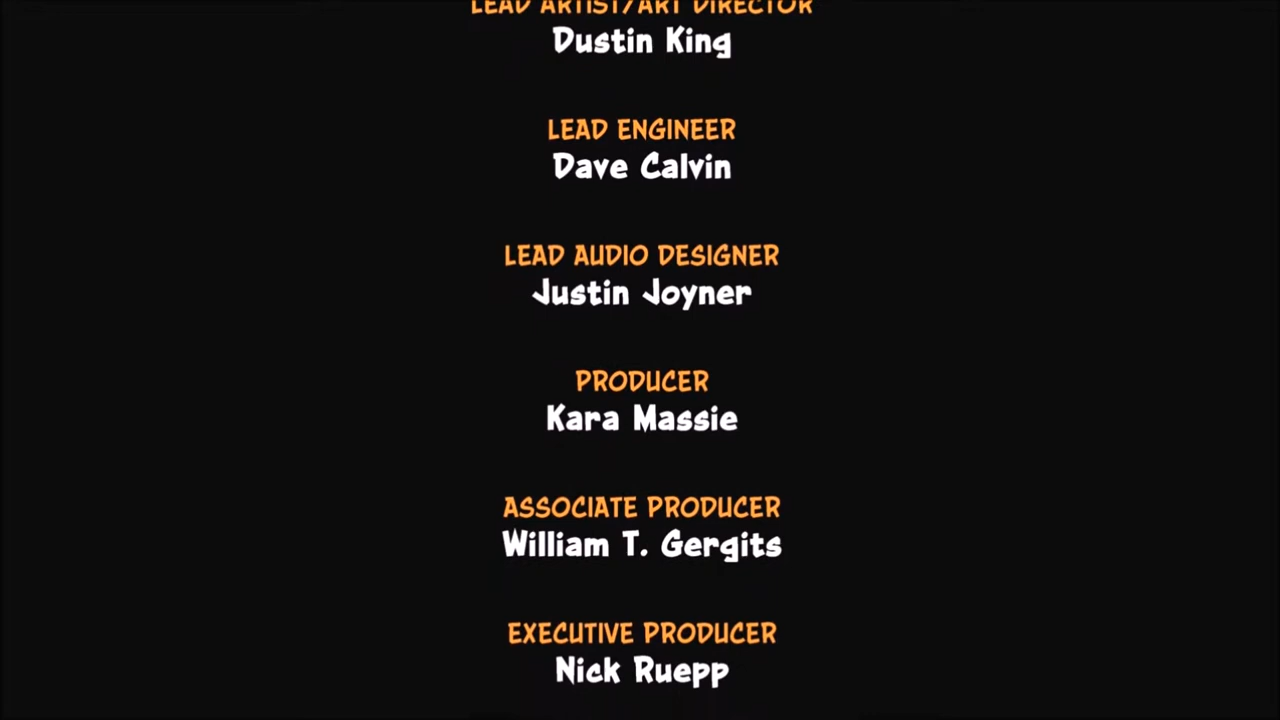 LEAD ARTIST/ART DIRECTOR
Dustin King
LEAD ENGINEER
Dave Calvin
LEAD AUDIO DESIGNER
Justin Joyner
PRODUCER
Kara Massie
ASSOCIATE PRODUCER
William T. Gergits
EXECUTIVE PRODUCER
Nick Ruepp